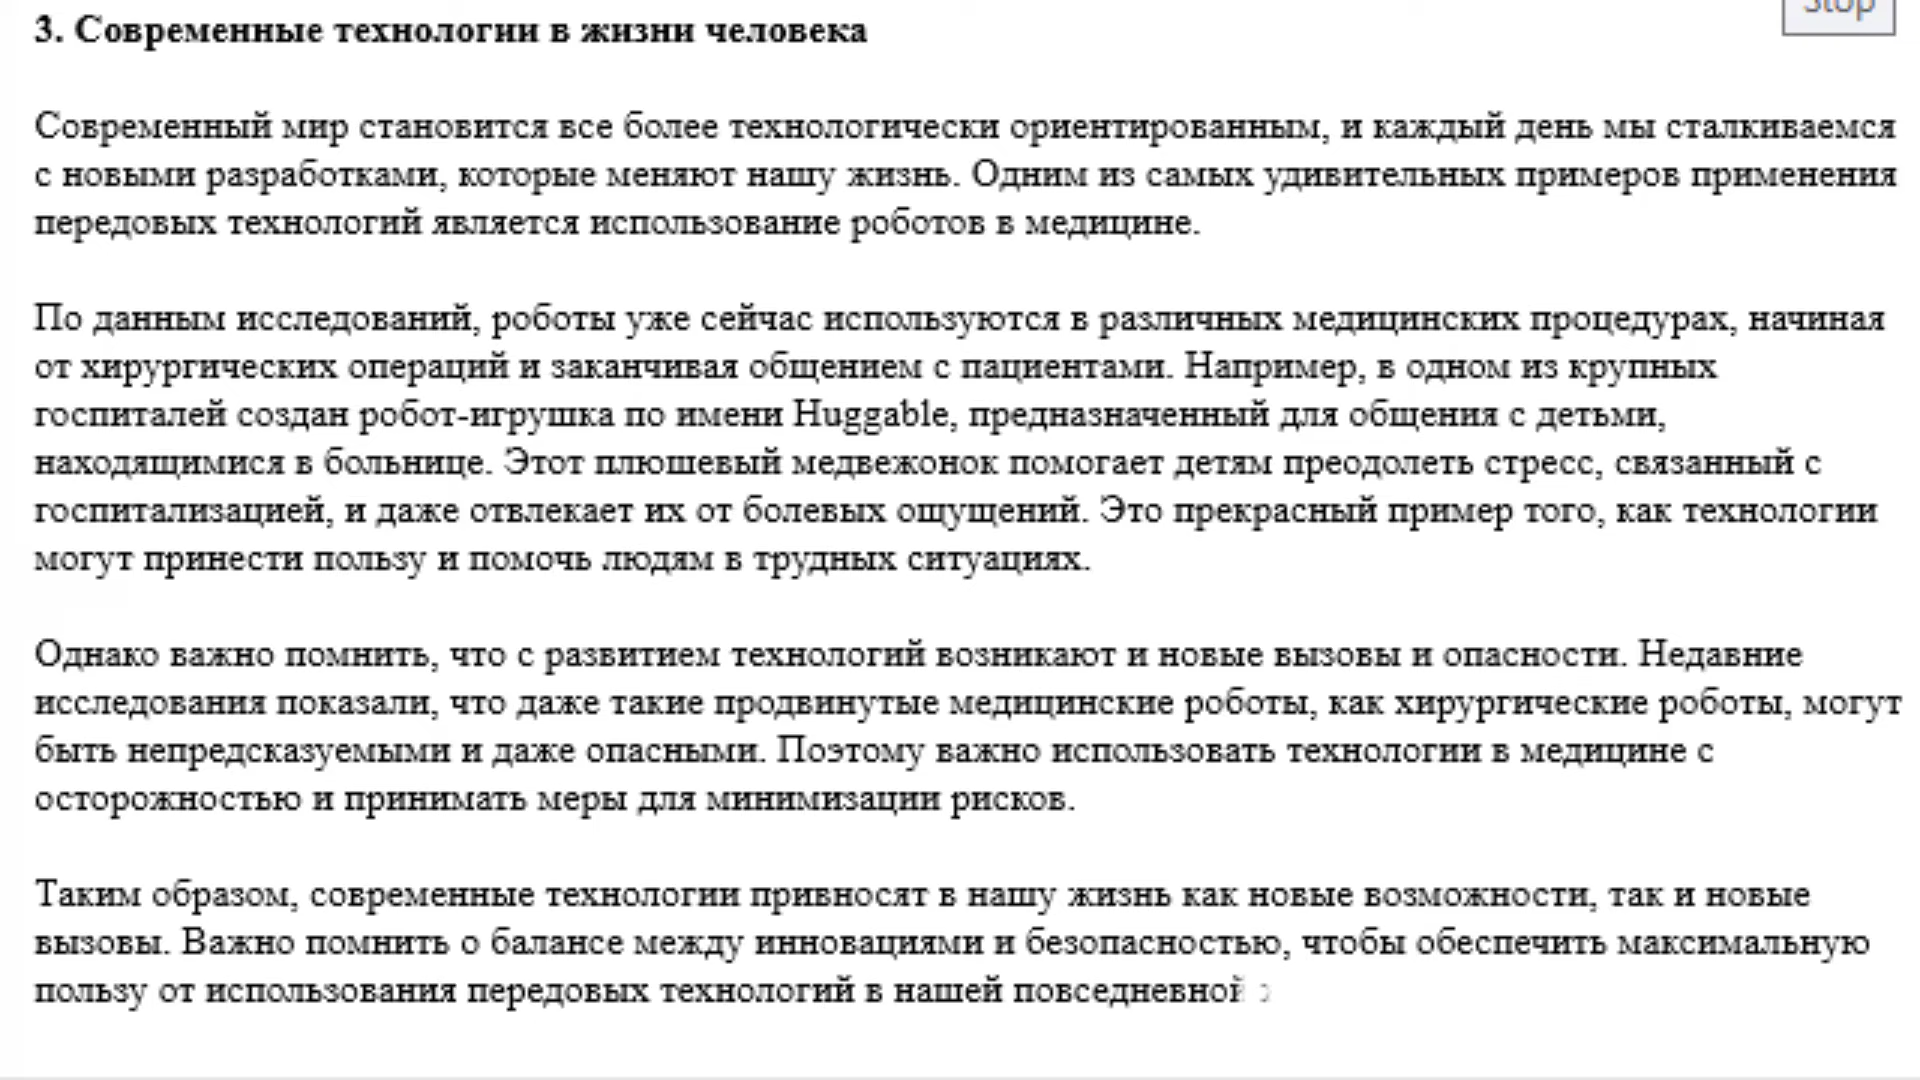 Stop
3. Современные технологии в жизни человека
Современный мир становится все более технологически ориентированным, и каждый день мы сталкиваемся
с новыми разработками, которые меняют нашу жизнь. Одним из самых удивительных примеров применения
передовых технологий является использование роботов в медицине.
По данным исследований, роботы уже сейчас используются в различных медицинских процедурах, начиная
от хирургических операций и заканчивая общением с пациентами. Например, в одном из крупных
госпиталей создан робот-игрушка по имени Huggable, предназначенный для общения с детьми,
находящимися в больнице. Этот плюшевый медвежонок помогает детям преодолеть стресс, связанный с
госпитализацией, и даже отвлекает их от болевых ощущений. Это прекрасный пример того, как технологии
могут принести пользу и помочь людям в трудных ситуациях.
Однако важно помнить, что с развитием технологий возникают и новые вызовы и опасности. Недавние
исследования показали, что даже такие продвинутые медицинские роботы, как хирургические роботы, могут
быть непредсказуемыми и даже опасными. Поэтому важно использовать технологии в медицине с
осторожностью и принимать меры для минимизации рисков.
Таким образом, современные технологии привносят в нашу жизнь как новые возможности, так и новые
вызовы. Важно помнить о балансе между инновациями и безопасностью, чтобы обеспечить максимальную
пользу от использования передовых технологий в нашей повседневной